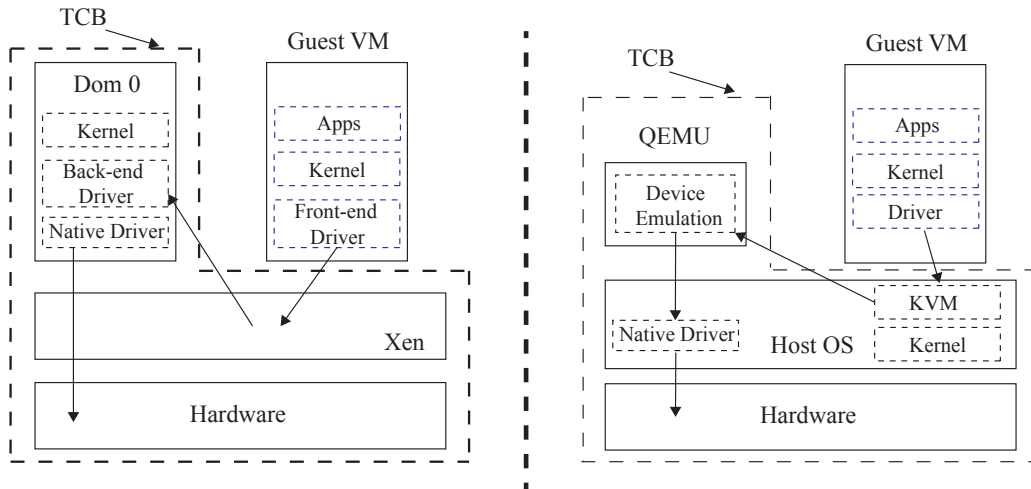 TCB
Guest VM
Dom 0
Kernel
Back-end
Driver
Native Driver
Apps
Kernel
Front-end
Driver
Xen
Hardware
TCB
Guest VM
QEMU
Device
Emulation
Apps
Kernel
Driver
KVM
Native Driver
Host OS
Kernel
Hardware